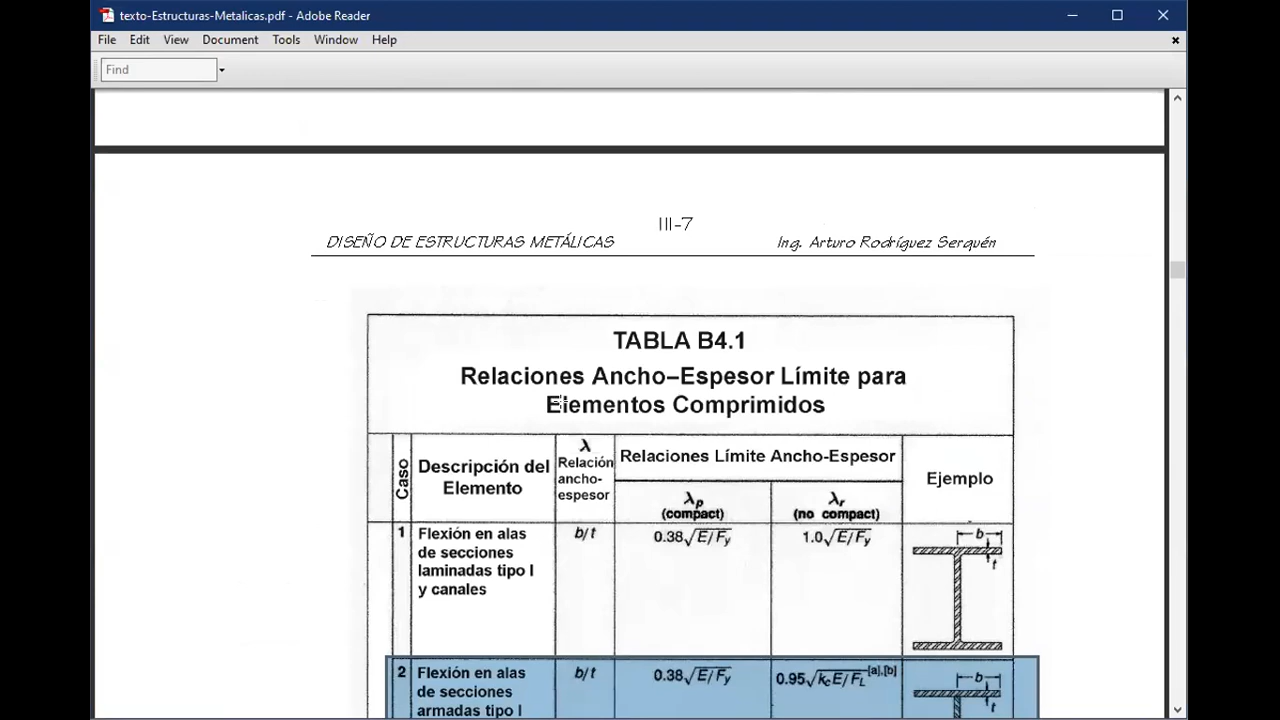 texto-Estructuras-Metalicas.pdf - Adobe Reader
File Edit View Document Tools Window Help
Find
III-7
DISEÑO DE ESTRUCTURAS METÁLICAS Ing. Arturo Rodríguez Serquén
TABLA B4.1
Relaciones Ancho–Espesor Límite para
Elementos Comprimidos
Caso
Descripción del
Elemento
λ
Relación
ancho-
espesor
Relaciones Límite Ancho-Espesor
λp
(compact)
λr
(no compact)
Ejemplo
1
Flexión en alas
de secciones
laminadas tipo I
y canales
b/t
0.38√E/Fy
1.0√E/Fy
b
t
2
Flexión en alas
de secciones
armadas tipo I
b/t
0.38√E/Fy
0.95√kcE/FL[a],[b]
b
t